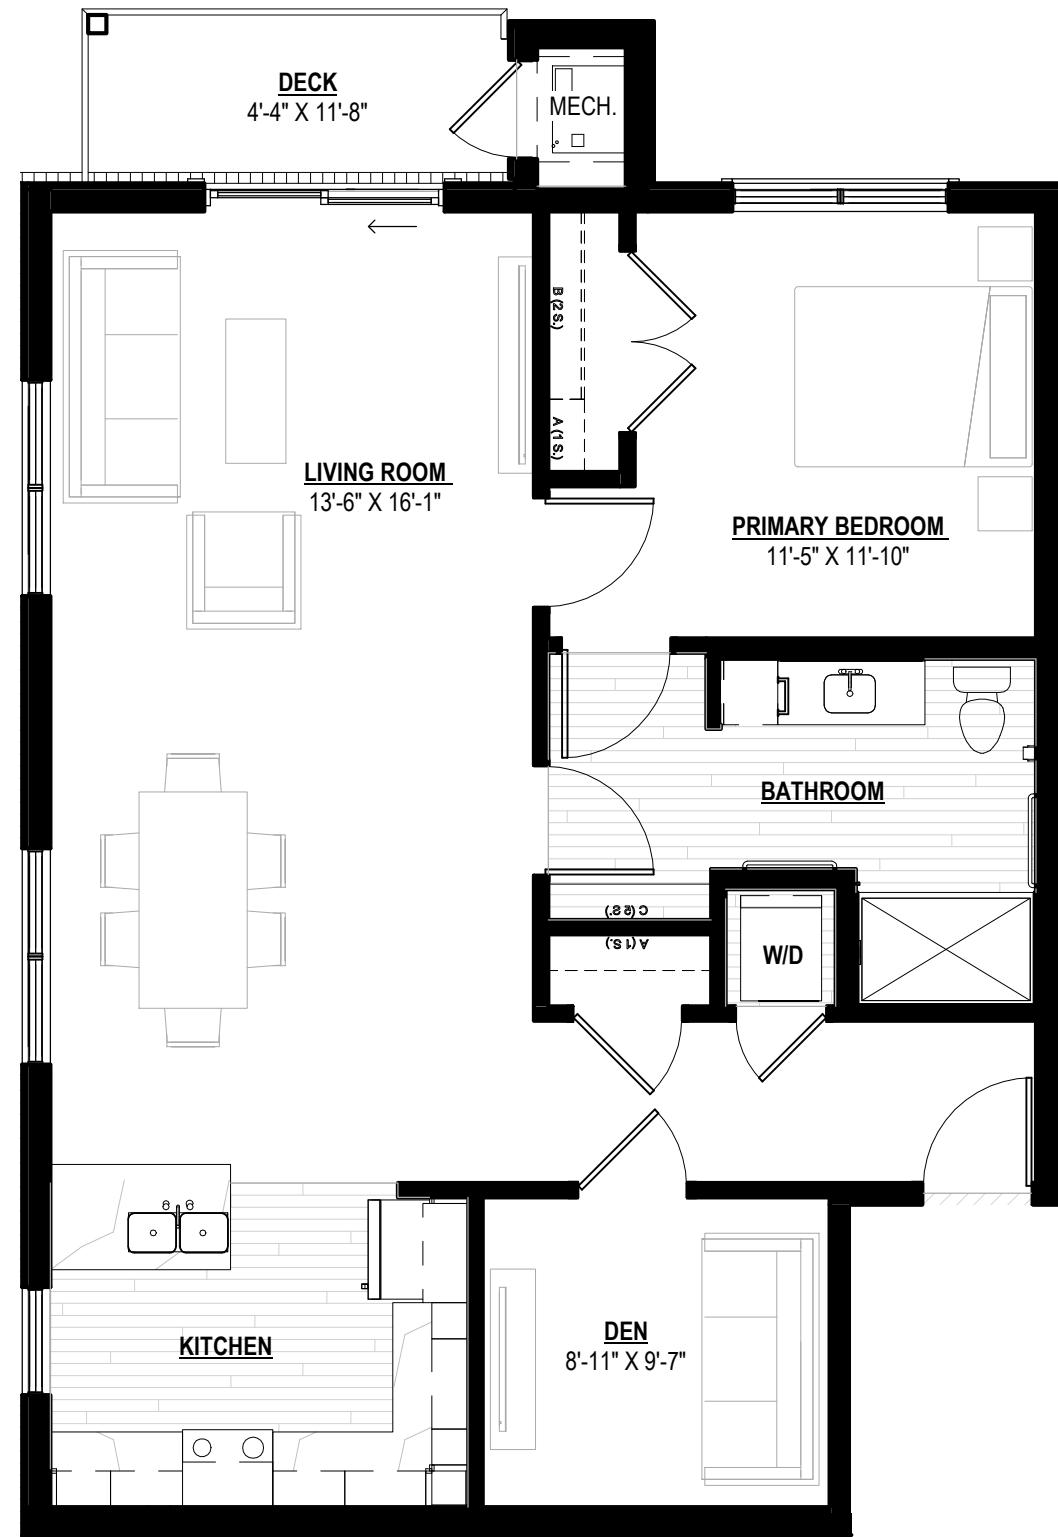 DECK
4'-4" X 11'-8"
MECH.
B (2 S.)
A (1 S.)
LIVING ROOM
13'-6" X 16'-1"
PRIMARY BEDROOM
11'-5" X 11'-10"
BATHROOM
A (1 S.)
W/D
KITCHEN
DEN
8'-11" X 9'-7"